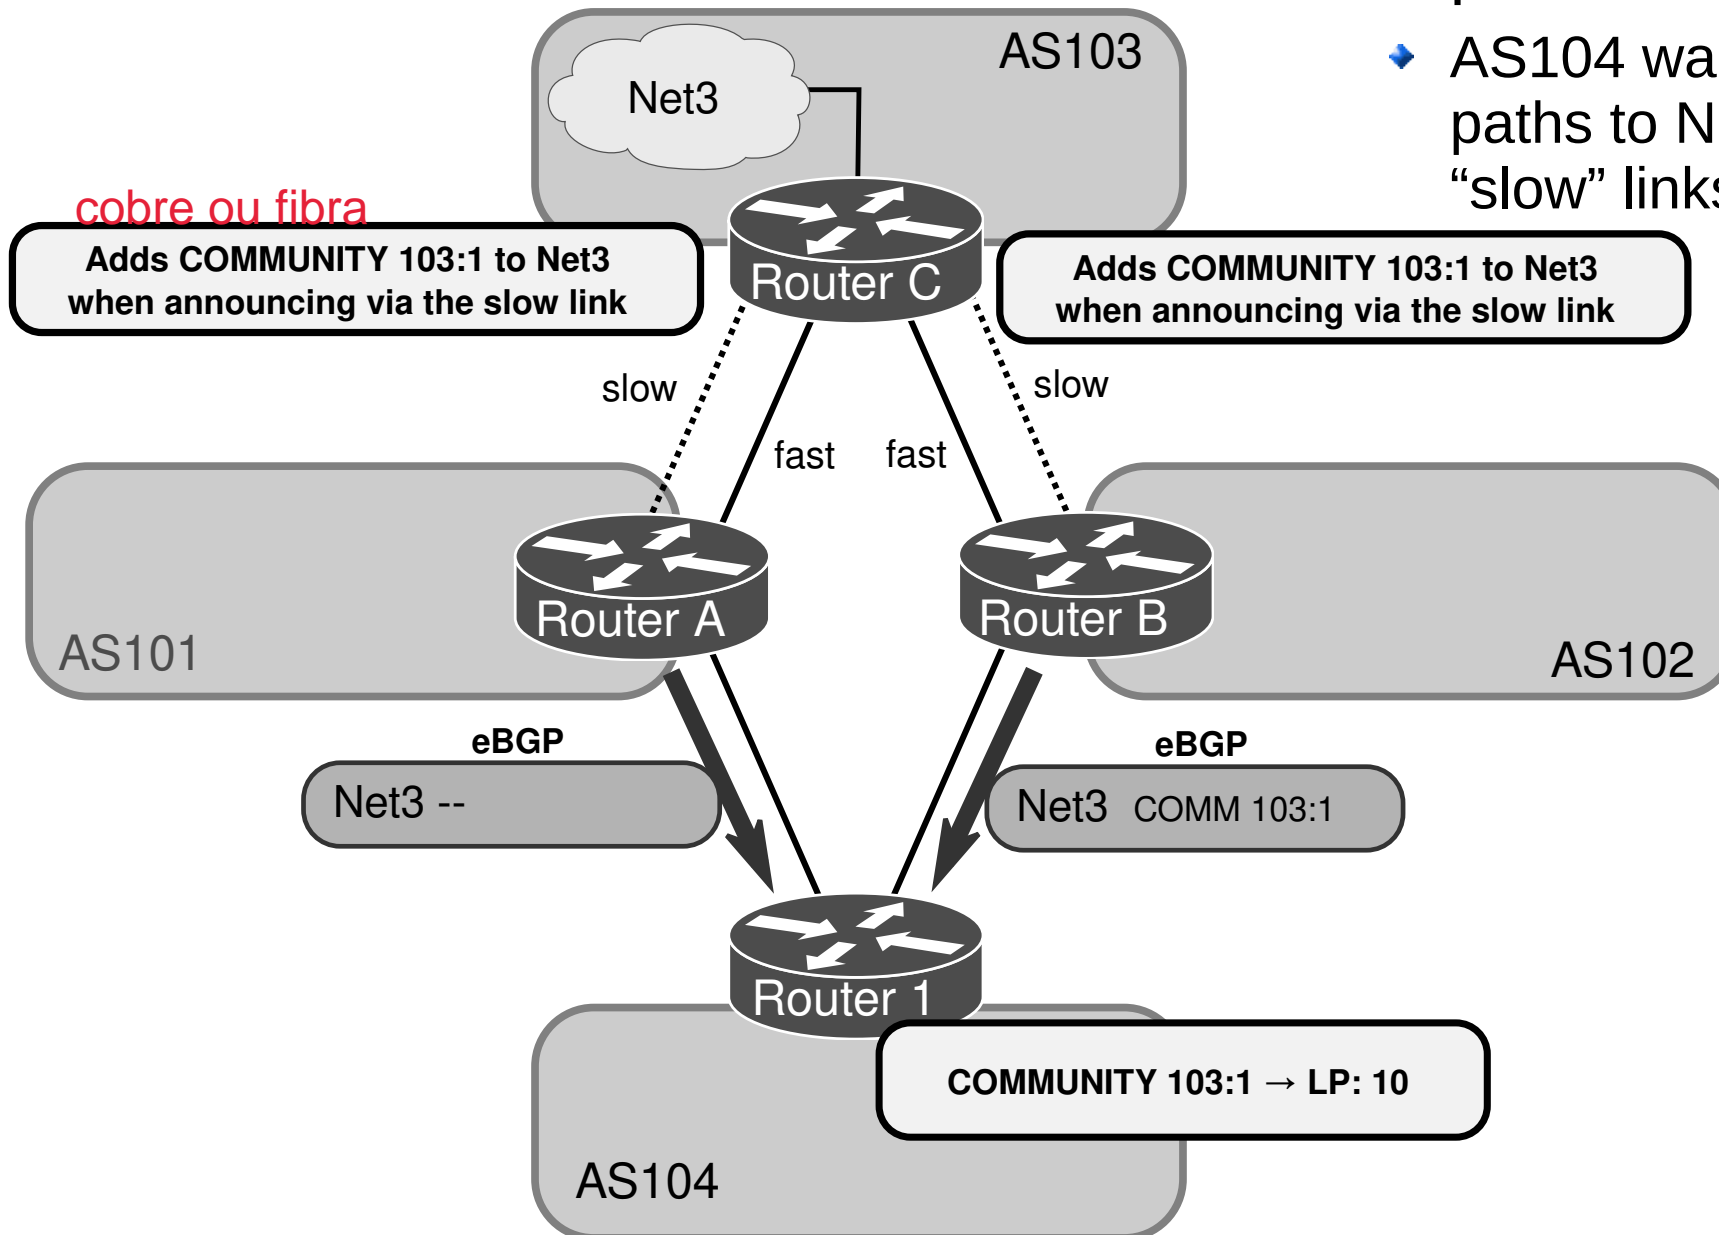 AS103
Net3
AS104
paths to
“slow”
cobre ou fibra
Adds COMMUNITY 103:1 to Net3
when announcing via the slow link
Router C
Adds COMMUNITY 103:1 to Net3
when announcing via the slow link
slow
slow
fast
fast
Router A
Router B
AS101
AS102
eBGP
eBGP
Net3 --
Net3 COMM 103:1
Router 1
COMMUNITY 103:1 → LP: 10
AS104